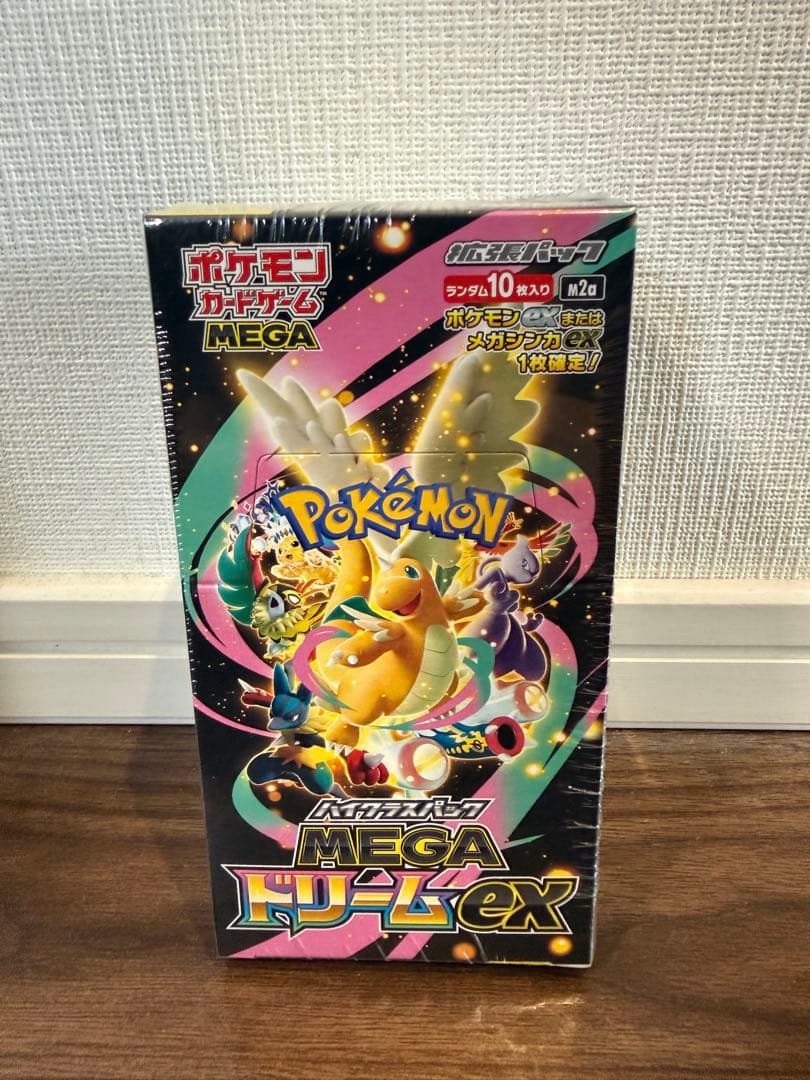 ポケモン
カードゲーム
MEGA
拡張パック
ランダム10枚入り M2a
ポケモンexまたは
メガシンカex
1枚確定!
POKéMON
ハイクラスパック
MEGA
ドリームex